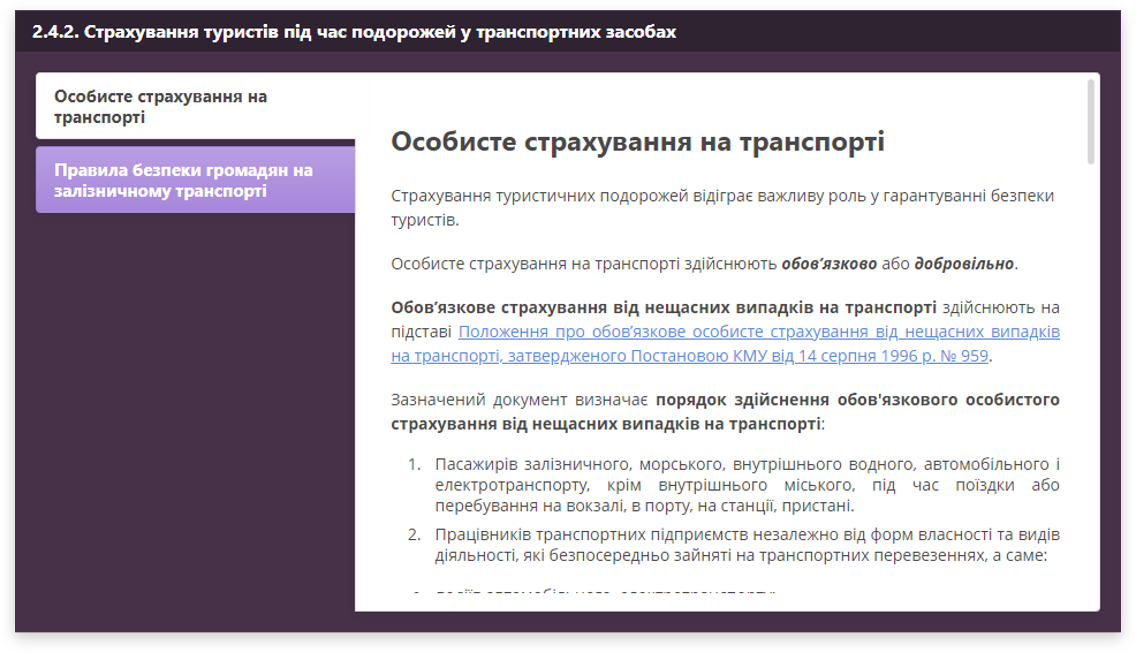 2.4.2. Страхування туристів під час подорожей у транспортних засобах
Особисте страхування на
транспорті
Правила безпеки громадян на
залізничному транспорті
Особисте страхування на транспорті
Страхування туристичних подорожей відіграє важливу роль у гарантуванні безпеки
туристів.
Особисте страхування на транспорті здійснюють обов’язково або добровільно.
Обов’язкове страхування від нещасних випадків на транспорті здійснюють на
підставі Положення про обов’язкове особисте страхування від нещасних випадків
на транспорті, затвердженого Постановою КМУ від 14 серпня 1996 р. № 959.
Зазначений документ визначає порядок здійснення обов'язкового особистого
страхування від нещасних випадків на транспорті:
1. Пасажирів залізничного, морського, внутрішнього водного, автомобільного і
електротранспорту, крім внутрішнього міського, під час поїздки або
перебування на вокзалі, в порту, на станції, пристані.
2. Працівників транспортних підприємств незалежно від форм власності та видів
діяльності, які безпосередньо зайняті на транспортних перевезеннях, а саме: